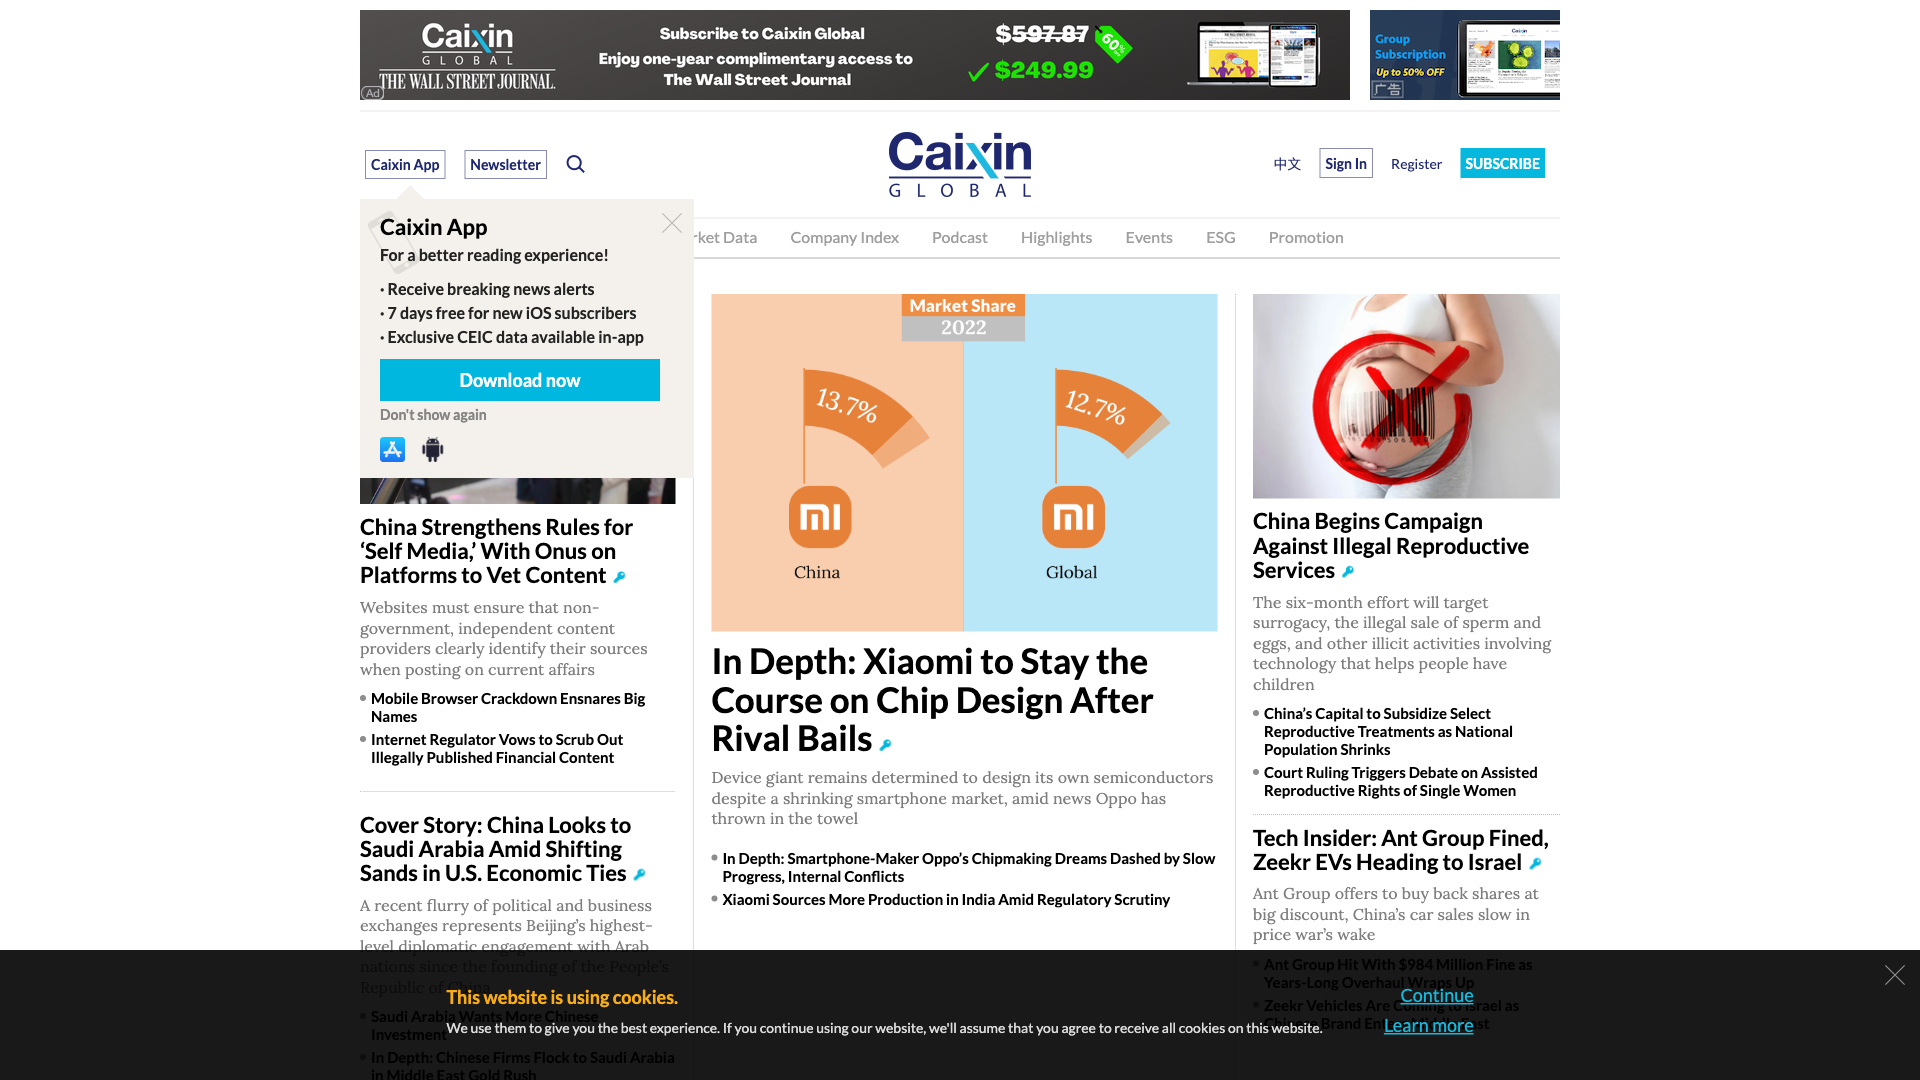 Caixin
GLOBAL
THE WALL STREET JOURNAL.
Ad
Subscribe to Caixin Global
Enjoy one-year complimentary access to
The Wall Street Journal
$597.87
60%
$249.99
Group
Subscription
Up to 50% OFF
广告
Caixin App
Newsletter
Caixin
GLOBAL
中文
Sign In
Register
SUBSCRIBE
rket Data
Company Index
Podcast
Highlights
Events
ESG
Promotion
Caixin App
For a better reading experience!
· Receive breaking news alerts
· 7 days free for new iOS subscribers
· Exclusive CEIC data available in-app
Download now
Don't show again
China Strengthens Rules for
‘Self Media,’ With Onus on
Platforms to Vet Content
Websites must ensure that non-
government, independent content
providers clearly identify their sources
when posting on current affairs
Mobile Browser Crackdown Ensnares Big
Names
Internet Regulator Vows to Scrub Out
Illegally Published Financial Content
Cover Story: China Looks to
Saudi Arabia Amid Shifting
Sands in U.S. Economic Ties
A recent flurry of political and business
exchanges represents Beijing’s highest-
level diplomatic engagement with Arab
nations since the founding of the People’s
Republic of China
Saudi Arabia Wants More Chinese
Investment
In Depth: Chinese Firms Flock to Saudi Arabia
in Middle East Gold Rush
Market Share
2022
13.7%
12.7%
China
Global
In Depth: Xiaomi to Stay the
Course on Chip Design After
Rival Bails
Device giant remains determined to design its own semiconductors
despite a shrinking smartphone market, amid news Oppo has
thrown in the towel
In Depth: Smartphone-Maker Oppo’s Chipmaking Dreams Dashed by Slow
Progress, Internal Conflicts
Xiaomi Sources More Production in India Amid Regulatory Scrutiny
China Begins Campaign
Against Illegal Reproductive
Services
The six-month effort will target
surrogacy, the illegal sale of sperm and
eggs, and other illicit activities involving
technology that helps people have
children
China’s Capital to Subsidize Select
Reproductive Treatments as National
Population Shrinks
Court Ruling Triggers Debate on Assisted
Reproductive Rights of Single Women
Tech Insider: Ant Group Fined,
Zeekr EVs Heading to Israel
Ant Group offers to buy back shares at
big discount, China’s car sales slow in
price war’s wake
Ant Group Hit With $984 Million Fine as
Years-Long Overhaul Wraps Up
Zeekr Vehicles Are Coming to Israel as
This website is using cookies.
We use them to give you the best experience. If you continue using our website, we'll assume that you agree to receive all cookies on this website.
Continue
Learn more